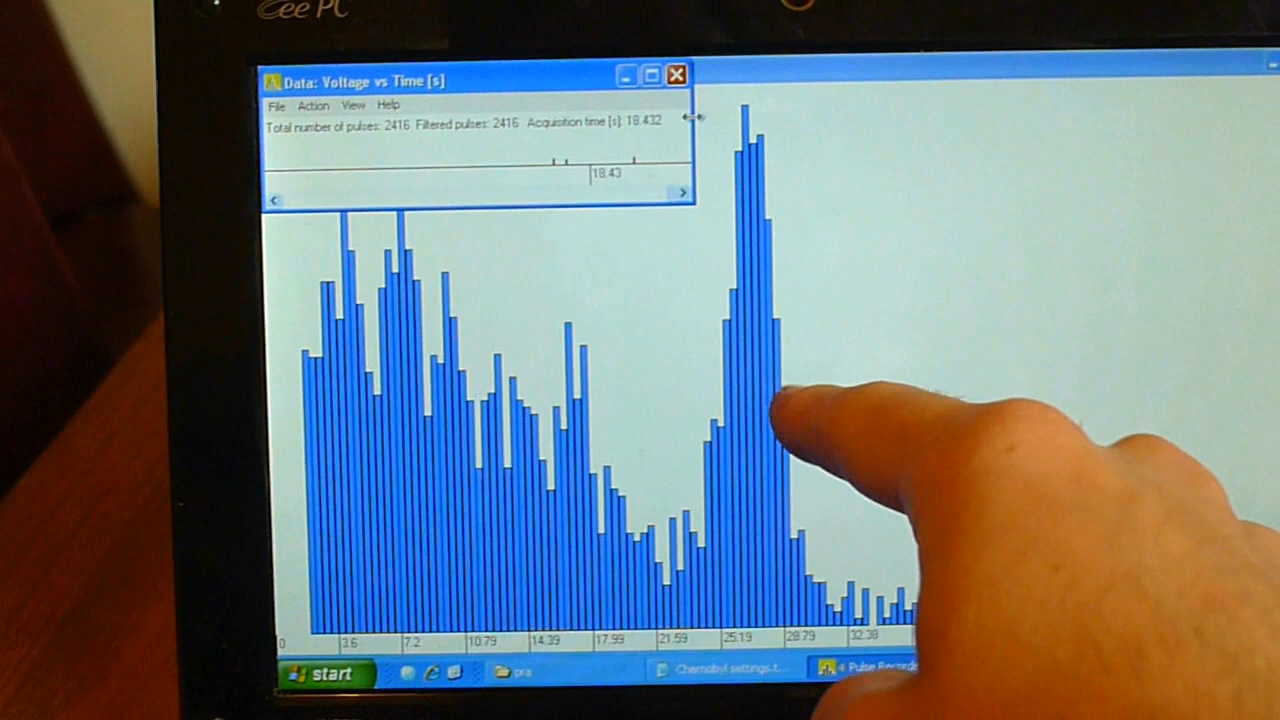 Eee PC
Data: Voltage vs Time [s]
File Action View Help
Total number of pulses: 2416 Filtered pulses: 2416 Acquisition time [s]: 18.432
18.43
0 3.6 7.2 10.79 14.39 17.99 21.59 25.19 28.79 32.38
start pra Chernobyl settings.t... 4 Pulse Recorde